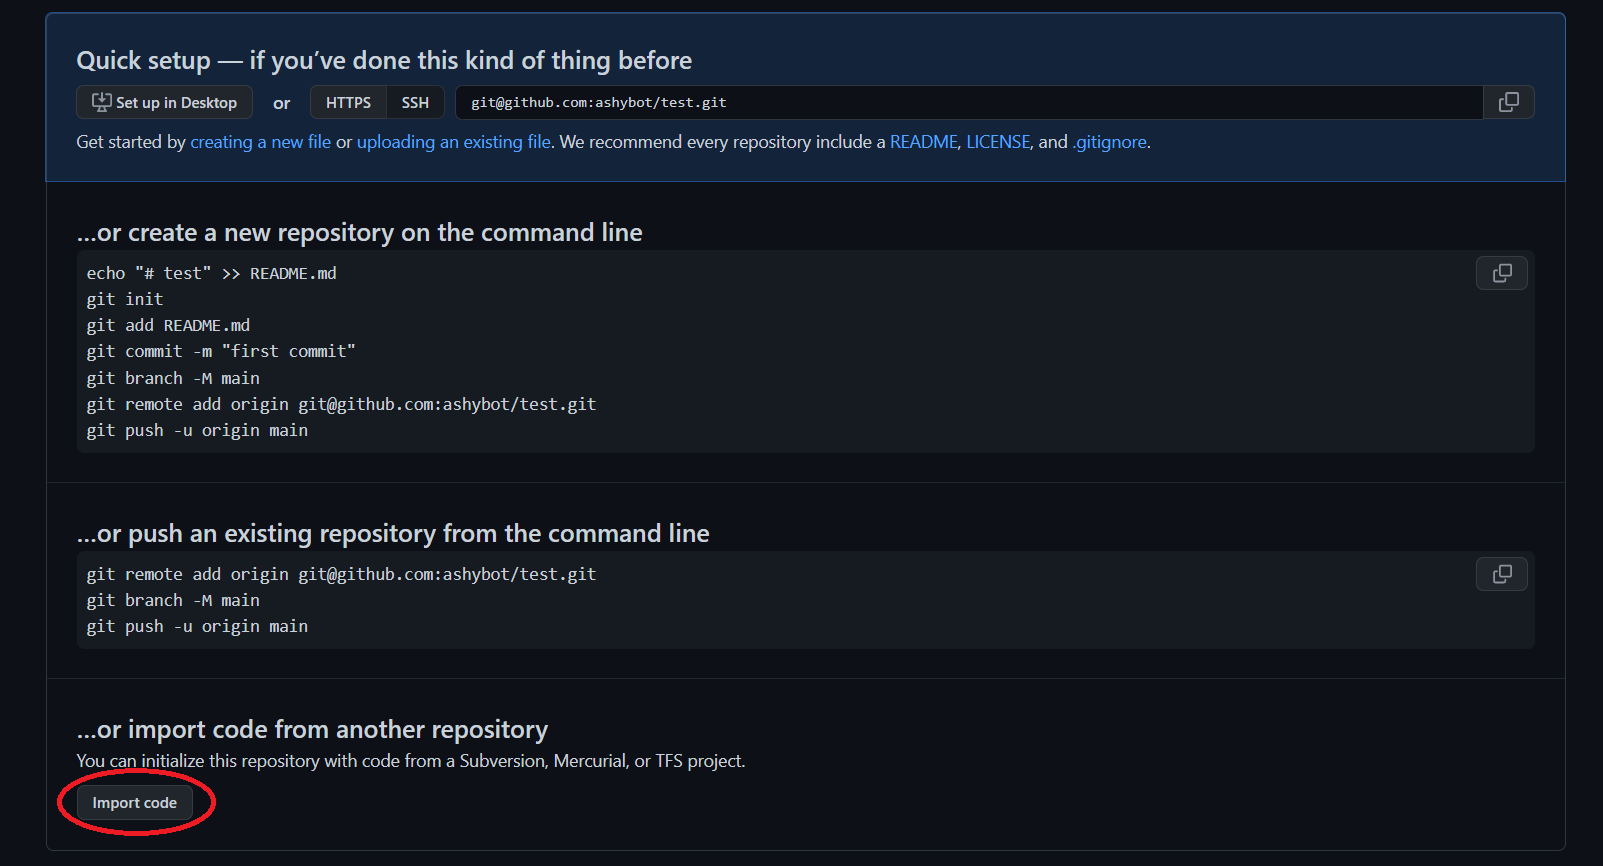 Quick setup — if you’ve done this kind of thing before
Set up in Desktop or HTTPS SSH git@github.com:ashybot/test.git
Get started by creating a new file or uploading an existing file. We recommend every repository include a README, LICENSE, and .gitignore.
…or create a new repository on the command line
echo "# test" >> README.md
git init
git add README.md
git commit -m "first commit"
git branch -M main
git remote add origin git@github.com:ashybot/test.git
git push -u origin main
…or push an existing repository from the command line
git remote add origin git@github.com:ashybot/test.git
git branch -M main
git push -u origin main
…or import code from another repository
You can initialize this repository with code from a Subversion, Mercurial, or TFS project.
Import code